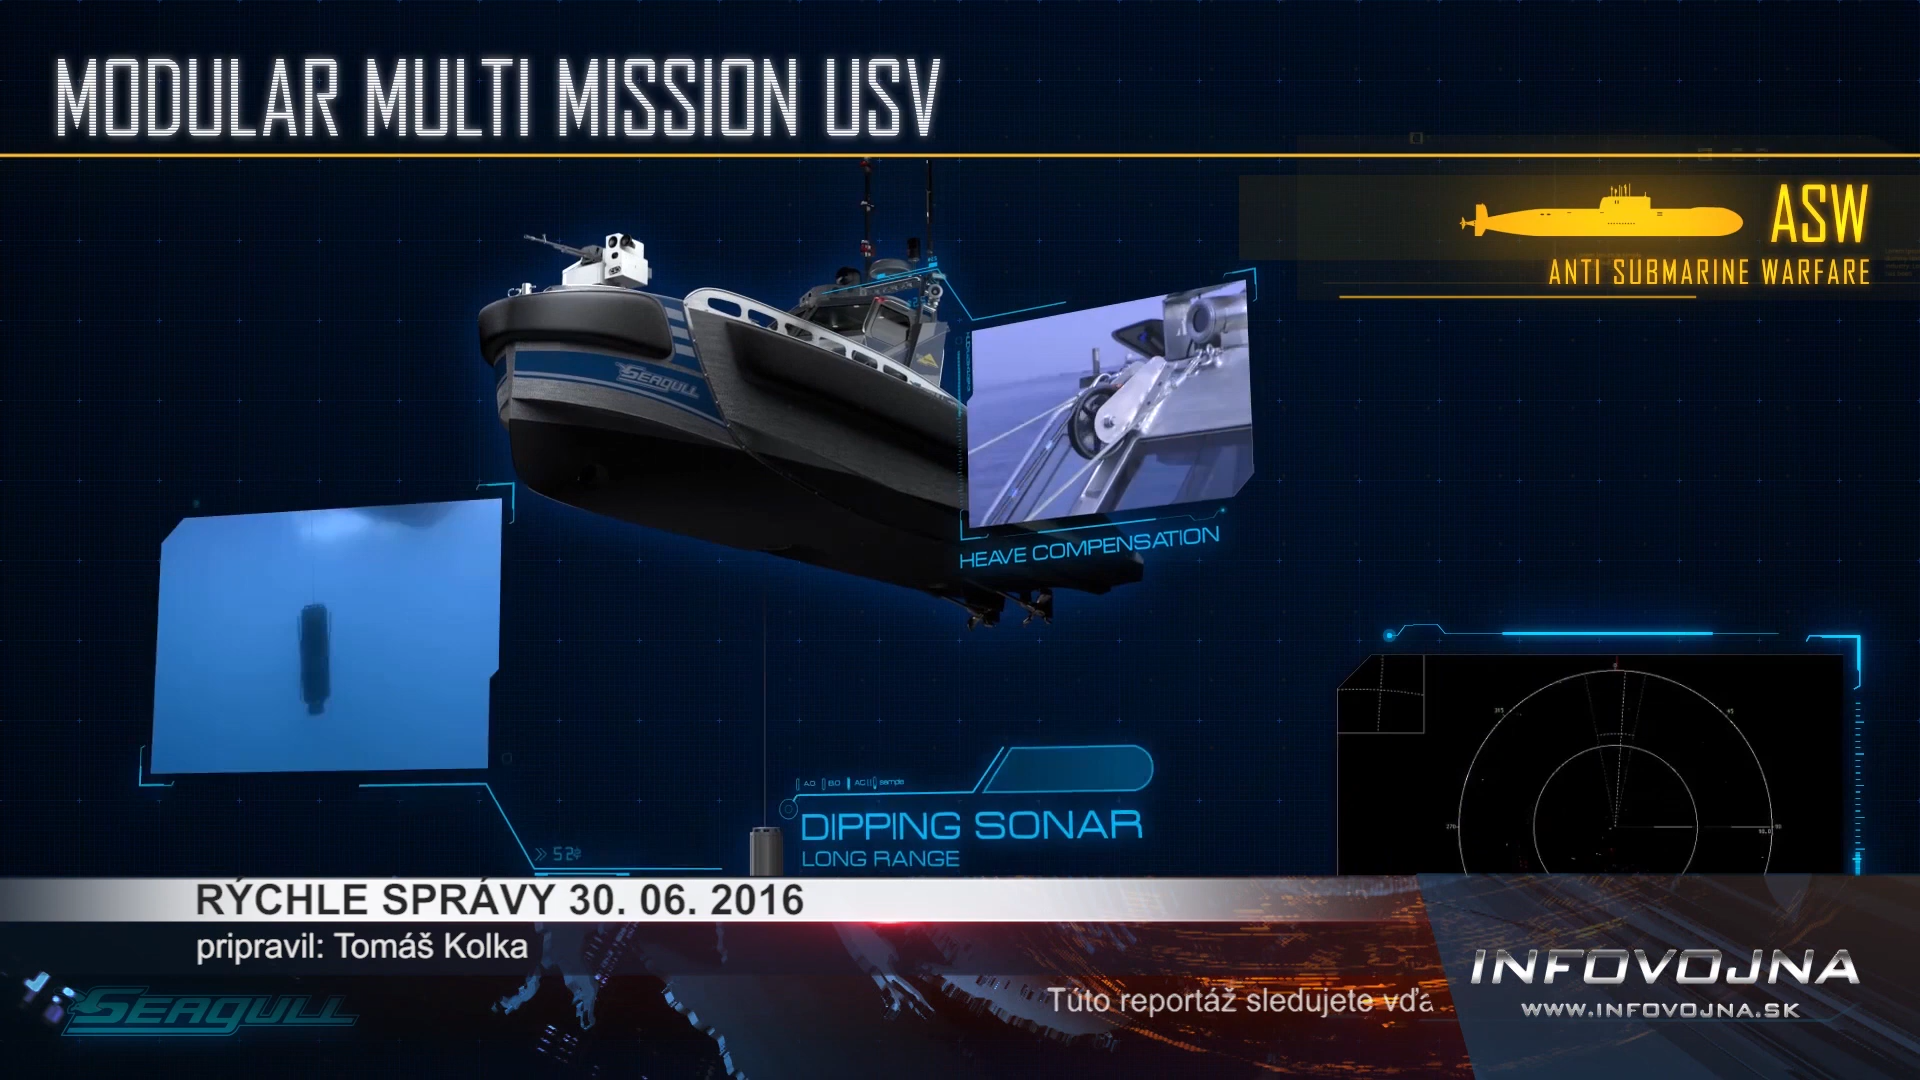 MODULAR MULTI MISSION USV
ASW
ANTI SUBMARINE WARFARE
SEAGULL
HEAVE COMPENSATION
DIPPING SONAR
LONG RANGE
RÝCHLE SPRÁVY 30. 06. 2016
pripravil: Tomáš Kolka
SEAGULL
Túto reportáž sledujete vďa
INFOVOJNA
WWW.INFOVOJNA.SK